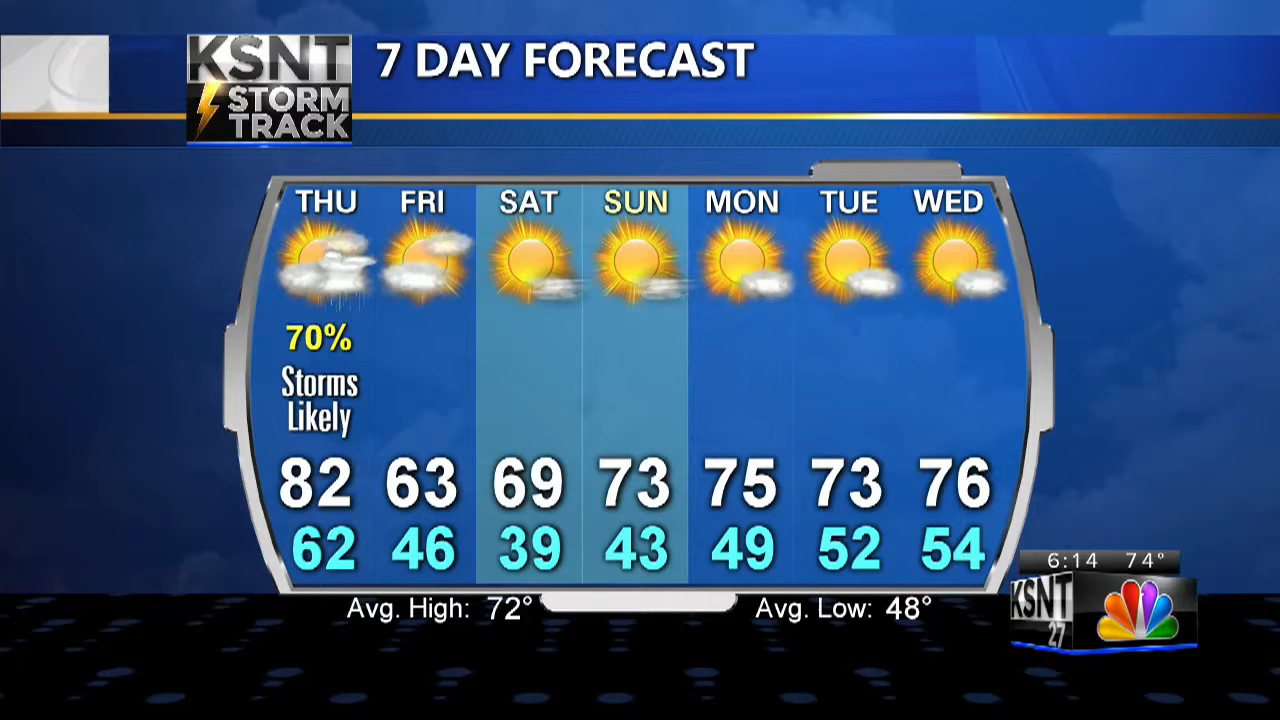 KSNT
STORM
TRACK
7 DAY FORECAST
THU FRI SAT SUN MON TUE WED
70%
Storms
Likely
82 63 69 73 75 73 76
62 46 39 43 49 52 54
Avg. High: 72° Avg. Low: 48°
6:14 74°
KSNT
27